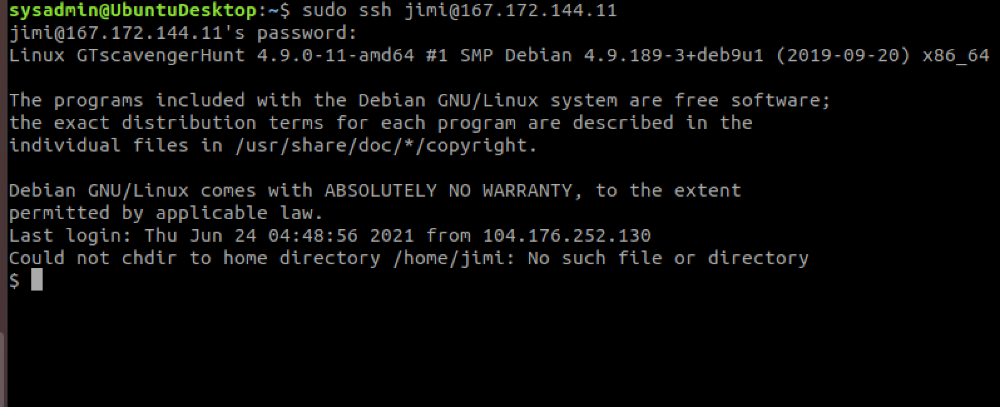 sysadmin@UbuntuDesktop:~$ sudo ssh jimi@167.172.144.11
jimi@167.172.144.11's password:
Linux GTscavengerHunt 4.9.0-11-amd64 #1 SMP Debian 4.9.189-3+deb9u1 (2019-09-20) x86_64
The programs included with the Debian GNU/Linux system are free software;
the exact distribution terms for each program are described in the
individual files in /usr/share/doc/*/copyright.
Debian GNU/Linux comes with ABSOLUTELY NO WARRANTY, to the extent
permitted by applicable law.
Last login: Thu Jun 24 04:48:56 2021 from 104.176.252.130
Could not chdir to home directory /home/jimi: No such file or directory
$